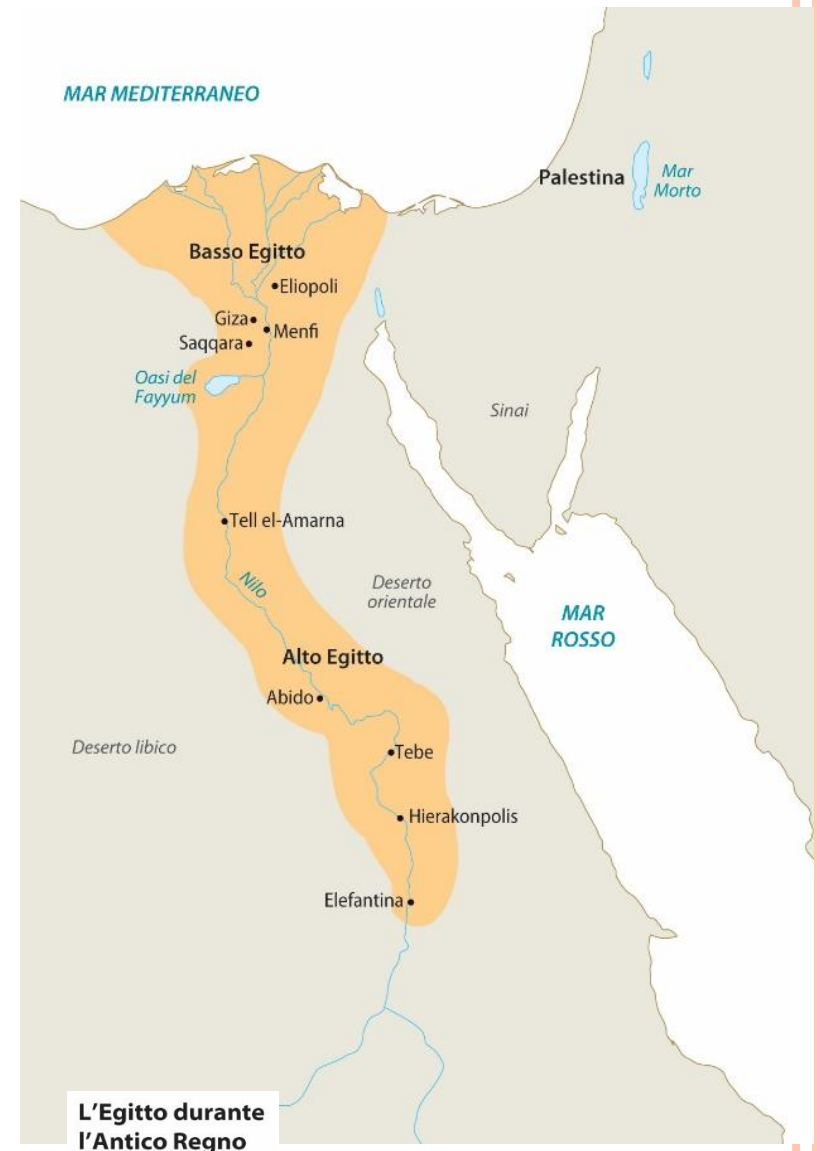 MAR MEDITERRANEO
Palestina
Mar
Morto
Basso Egitto
Eliopoli
Giza
Menfi
Saqqara
Oasi del
Fayyum
Sinai
Tell el-Amarna
Nilo
Deserto
orientale
MAR
ROSSO
Alto Egitto
Abido
Deserto libico
Tebe
Hierakonpolis
Elefantina
L'Egitto durante
l'Antico Regno